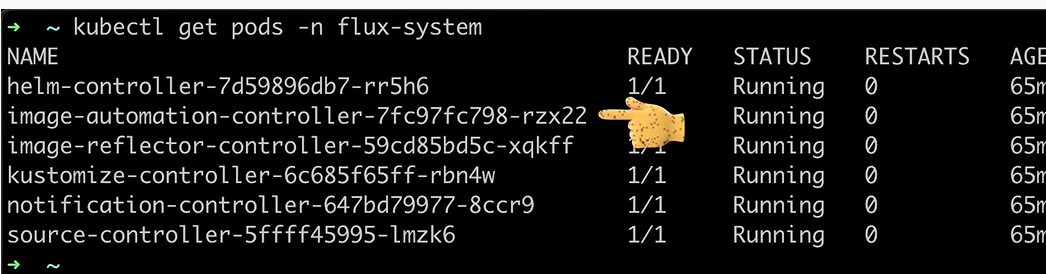 ➜ ~ kubectl get pods -n flux-system
NAME READY STATUS RESTARTS AGE
helm-controller-7d59896db7-rr5h6 1/1 Running 0 65m
image-automation-controller-7fc97fc798-rzx22 Running 0 65m
image-reflector-controller-59cd85bd5c-xqkff 1/1 Running 0 65m
kustomize-controller-6c685f65ff-rbn4w 1/1 Running 0 65m
notification-controller-647bd79977-8ccr9 1/1 Running 0 65m
source-controller-5ffff45995-lmzk6 1/1 Running 0 65m
➜ ~